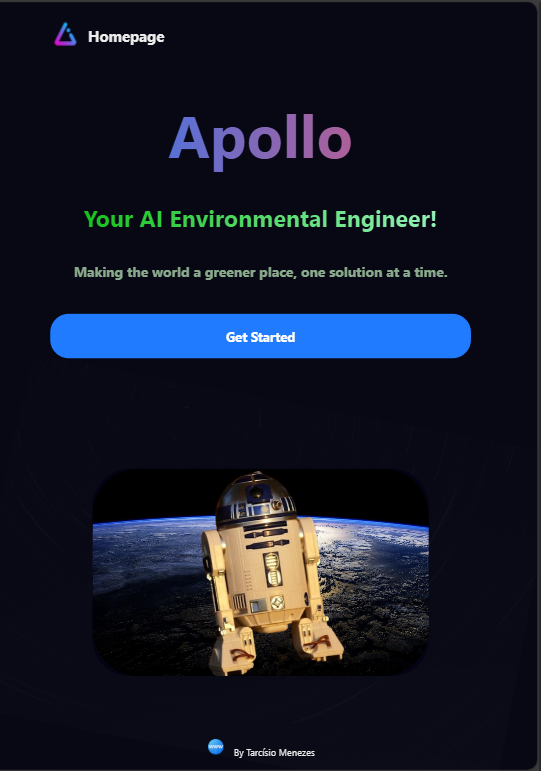 Homepage
Apollo
Your AI Environmental Engineer!
Making the world a greener place, one solution at a time.
Get Started
www By Tarcísio Menezes